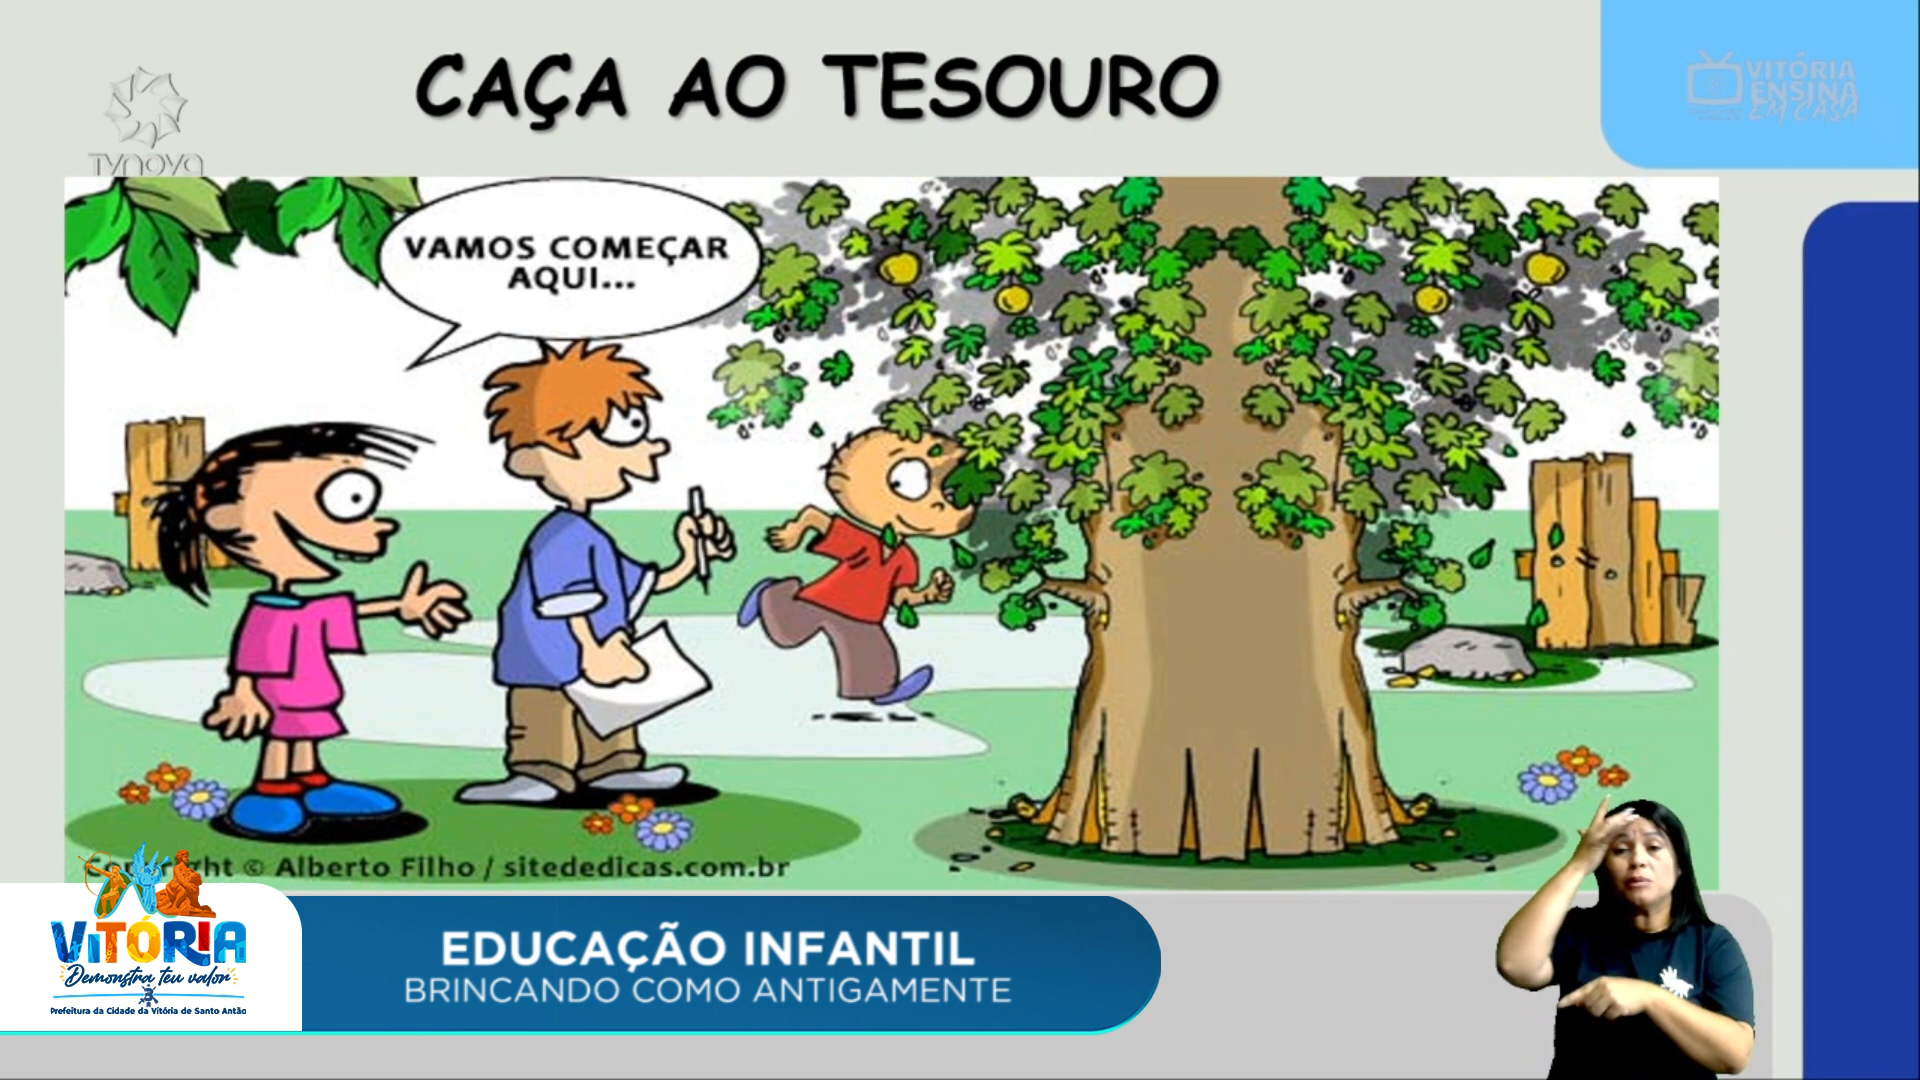 CAÇA AO TESOURO
VITÓRIA
ENSINA
EM CASA
TVNOVA
VAMOS COMEÇAR
AQUI...
ht © Alberto Filho / sitededicas.com.br
VITÓRIA
Demonstra teu valor
Prefeitura da Cidade da Vitória de Santo Antão
EDUCAÇÃO INFANTIL
BRINCANDO COMO ANTIGAMENTE